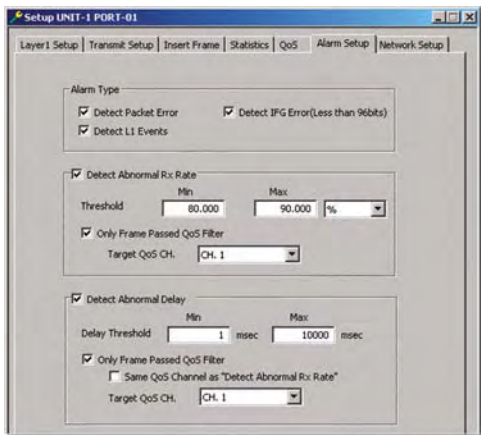 Setup UNIT-1 PORT-01
Layer1 Setup Transmit Setup Insert Frame Statistics QoS Alarm Setup Network Setup
Alarm Type
Detect Packet Error Detect IFG Error(Less than 96bits)
Detect L1 Events
Detect Abnormal Rx Rate
Min Max
Threshold 80.000 90.000 %
Only Frame Passed QoS Filter
Target QoS CH. CH. 1
Detect Abnormal Delay
Min Max
Delay Threshold 1 msec 10000 msec
Only Frame Passed QoS Filter
Same QoS Channel as "Detect Abnormal Rx Rate"
Target QoS CH. CH. 1